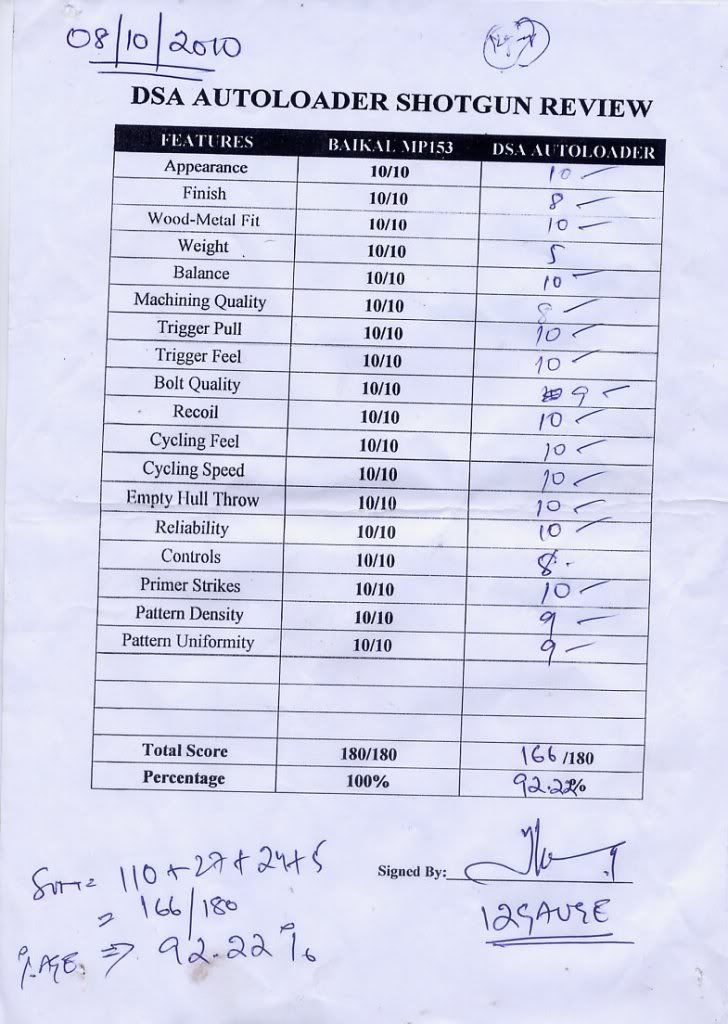 08/10/2010
DSA AUTOLOADER SHOTGUN REVIEW
FEATURES BAIKAL MP153 DSA AUTOLOADER
Appearance 10/10 10
Finish 10/10 8
Wood-Metal Fit 10/10 10
Weight 10/10 5
Balance 10/10 10
Machining Quality 10/10 8
Trigger Pull 10/10 10
Trigger Feel 10/10 10
Bolt Quality 10/10 9
Recoil 10/10 10
Cycling Feel 10/10 10
Cycling Speed 10/10 10
Empty Hull Throw 10/10 10
Reliability 10/10 10
Controls 10/10 8
Primer Strikes 10/10 10
Pattern Density 10/10 9
Pattern Uniformity 10/10 9
Total Score 180/180 166/180
Percentage 100% 92.22%
Sum = 110+27+24+5
= 166/180
%AGE => 92.22%
Signed By:
12GAUGE